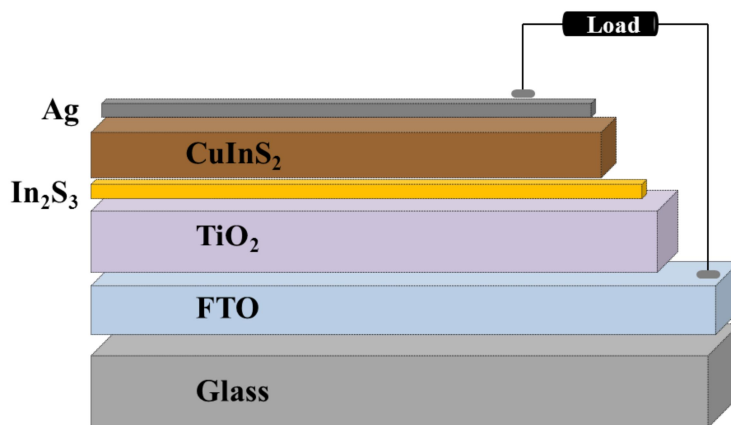 Load
Ag
CuInS₂
In₂S₃
TiO₂
FTO
Glass